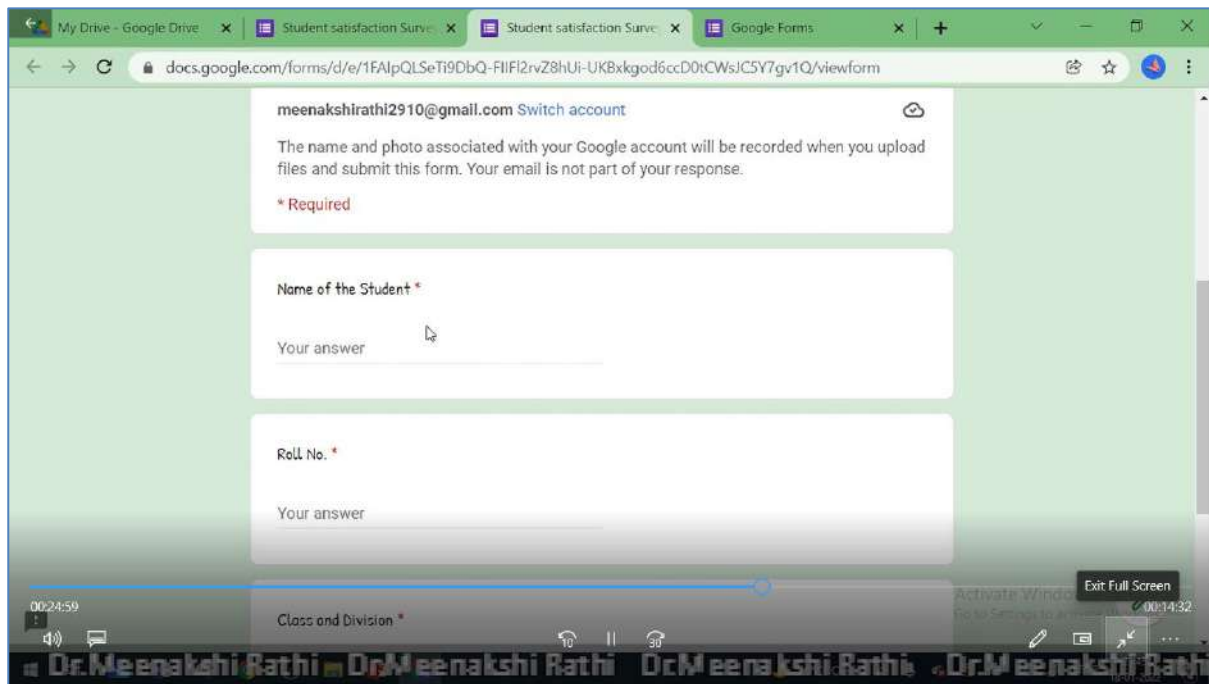 My Drive - Google Drive
Student satisfaction Surve
Student satisfaction Surve
Google Forms
docs.google.com/forms/d/e/1FAIpQLSeTi9DbQ-FIIFl2rvZ8hUi-UKBxkgod6ccD0tCWsJC5Y7gv1Q/viewform
meenakshirathi2910@gmail.com Switch account
The name and photo associated with your Google account will be recorded when you upload
files and submit this form. Your email is not part of your response.
* Required
Name of the Student *
Your answer
Roll No. *
Your answer
Exit Full Screen
Activate Windo
00:24:59
00:14:32
Class and Division *
10
30
Dr.Meenakshi Rathi Dr.Meenakshi Rathi Dr.Meenakshi Rathi Dr.Meenakshi Rathi